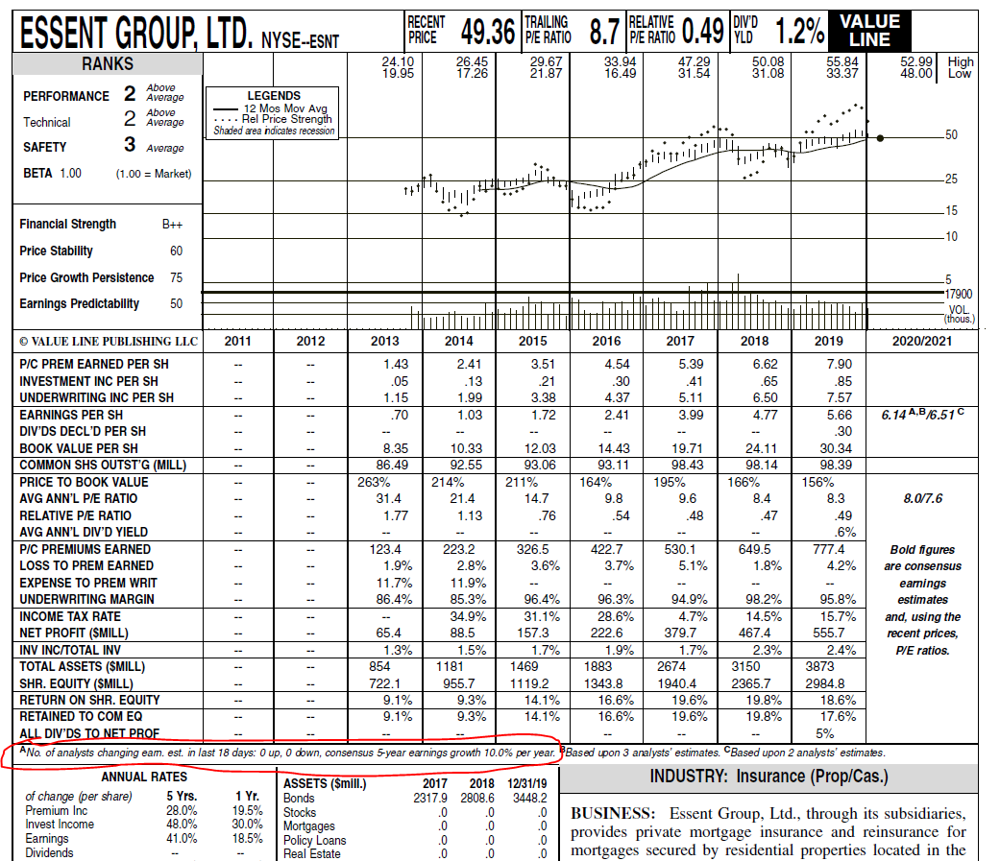 ESSENT GROUP, LTD. NYSE--ESNT
RECENT PRICE 49.36 TRAILING P/E RATIO 8.7 RELATIVE P/E RATIO 0.49 DIV'D YLD 1.2% VALUE LINE
RANKS
24.10 26.45 29.67 33.94 47.29 50.08 55.84 52.99 High
19.95 17.26 21.87 16.49 31.54 31.08 33.37 48.00 Low
PERFORMANCE 2 Above Average
Technical 2 Above Average
SAFETY 3 Average
BETA 1.00 (1.00 = Market)
LEGENDS
12 Mos Mov Avg
Rel Price Strength
Shaded area indicates recession
50
25
15
10
5
17900
VOL.
(thous.)
Financial Strength B++
Price Stability 60
Price Growth Persistence 75
Earnings Predictability 50
© VALUE LINE PUBLISHING LLC 2011 2012 2013 2014 2015 2016 2017 2018 2019 2020/2021
P/C PREM EARNED PER SH -- -- 1.43 2.41 3.51 4.54 5.39 6.62 7.90
INVESTMENT INC PER SH -- -- .05 .13 .21 .30 .41 .65 .85
UNDERWRITING INC PER SH -- -- 1.15 1.99 3.38 4.37 5.11 6.50 7.57
EARNINGS PER SH -- -- .70 1.03 1.72 2.41 3.99 4.77 5.66 6.14 A,B/6.51 C
DIV'DS DECL'D PER SH -- -- -- -- -- -- -- -- .30
BOOK VALUE PER SH -- -- 8.35 10.33 12.03 14.43 19.71 24.11 30.34
COMMON SHS OUTST'G (MILL) -- -- 86.49 92.55 93.06 93.11 98.43 98.14 98.39
PRICE TO BOOK VALUE -- -- 263% 214% 211% 164% 195% 166% 156%
AVG ANN'L P/E RATIO -- -- 31.4 21.4 14.7 9.8 9.6 8.4 8.3 8.0/7.6
RELATIVE P/E RATIO -- -- 1.77 1.13 .76 .54 .48 .47 .49
AVG ANN'L DIV'D YIELD -- -- -- -- -- -- -- -- .6%
P/C PREMIUMS EARNED -- -- 123.4 223.2 326.5 422.7 530.1 649.5 777.4 Bold figures
LOSS TO PREM EARNED -- -- 1.9% 2.8% 3.6% 3.7% 5.1% 1.8% 4.2% are consensus
EXPENSE TO PREM WRIT -- -- 11.7% 11.9% -- -- -- -- -- earnings
UNDERWRITING MARGIN -- -- 86.4% 85.3% 96.4% 96.3% 94.9% 98.2% 95.8% estimates
INCOME TAX RATE -- -- -- 34.9% 31.1% 28.6% 4.7% 14.5% 15.7% and, using the
NET PROFIT ($MILL) -- -- 65.4 88.5 157.3 222.6 379.7 467.4 555.7 recent prices,
INV INC/TOTAL INV -- -- 1.3% 1.5% 1.7% 1.9% 1.7% 2.3% 2.4% P/E ratios.
TOTAL ASSETS ($MILL) -- -- 854 1181 1469 1883 2674 3150 3873
SHR. EQUITY ($MILL) -- -- 722.1 955.7 1119.2 1343.8 1940.4 2365.7 2984.8
RETURN ON SHR. EQUITY -- -- 9.1% 9.3% 14.1% 16.6% 19.6% 19.8% 18.6%
RETAINED TO COM EQ -- -- 9.1% 9.3% 14.1% 16.6% 19.6% 19.8% 17.6%
ALL DIV'DS TO NET PROF -- -- -- -- -- -- -- 5%
A No. of analysts changing earn. est. in last 18 days: 0 up, 0 down, consensus 5-year earnings growth 10.0% per year. B Based upon 3 analysts' estimates. C Based upon 2 analysts' estimates.
ANNUAL RATES
of change (per share) 5 Yrs. 1 Yr.
Premium Inc 28.0% 19.5%
Invest Income 48.0% 30.0%
Earnings 41.0% 18.5%
Dividends -- --
ASSETS ($mill.) 2017 2018 12/31/19
Bonds 2317.9 2808.6 3448.2
Stocks .0 .0 .0
Mortgages .0 .0 .0
Policy Loans .0 .0 .0
Real Estate .0 .0 .0
INDUSTRY: Insurance (Prop/Cas.)
BUSINESS: Essent Group, Ltd., through its subsidiaries,
provides private mortgage insurance and reinsurance for
mortgages secured by residential properties located in the